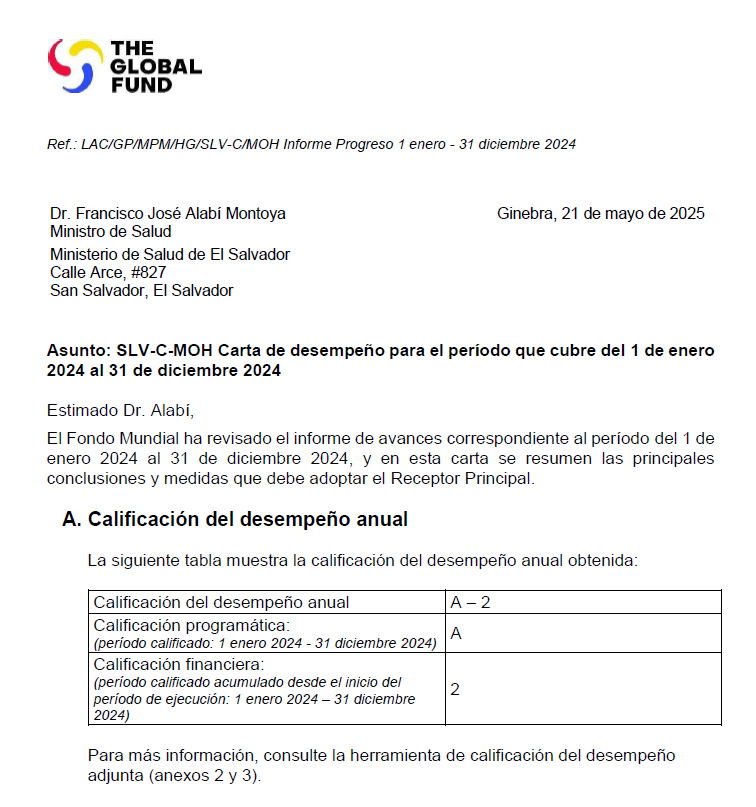 THE
GLOBAL
FUND
Ref.: LAC/GP/MPM/HG/SLV-C/MOH Informe Progreso 1 enero - 31 diciembre 2024
Dr. Francisco José Alabí Montoya
Ginebra, 21 de mayo de 2025
Ministro de Salud
Ministerio de Salud de El Salvador
Calle Arce, #827
San Salvador, El Salvador
Asunto: SLV-C-MOH Carta de desempeño para el período que cubre del 1 de enero
2024 al 31 de diciembre 2024
Estimado Dr. Alabí,
El Fondo Mundial ha revisado el informe de avances correspondiente al período del 1 de
enero 2024 al 31 de diciembre 2024, y en esta carta se resumen las principales
conclusiones y medidas que debe adoptar el Receptor Principal.
A. Calificación del desempeño anual
La siguiente tabla muestra la calificación del desempeño anual obtenida:
Calificación del desempeño anual
A – 2
Calificación programática:
(período calificado: 1 enero 2024 - 31 diciembre 2024)
A
Calificación financiera:
(período calificado acumulado desde el inicio del
período de ejecución: 1 enero 2024 – 31 diciembre
2024)
2
Para más información, consulte la herramienta de calificación del desempeño
adjunta (anexos 2 y 3).